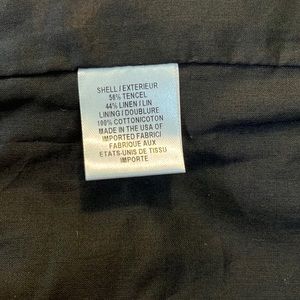 SHELL/EXTERIEUR
56% TENCEL
44% LINEN/LIN
LINING/DOUBLURE
100% COTTON/COTON
MADE IN THE USA OF
IMPORTED FABRIC/
FABRIQUE AUX
ETATS-UNIS DE TISSU
IMPORTE